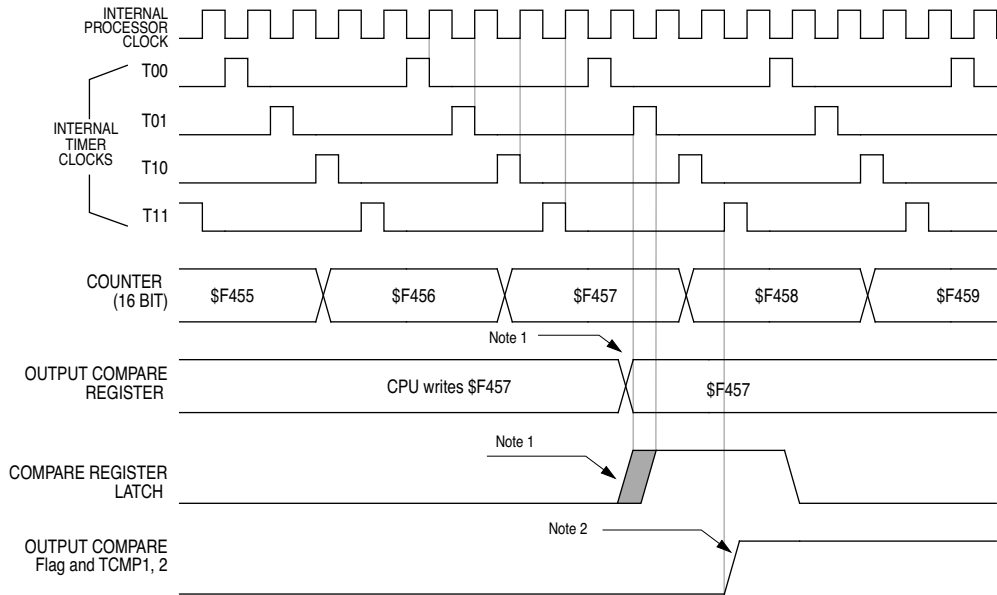 INTERNAL
PROCESSOR
CLOCK
T00
T01
INTERNAL
TIMER
CLOCKS
T10
T11
COUNTER
(16 BIT)
$F455
$F456
$F457
$F458
$F459
Note 1
OUTPUT COMPARE
REGISTER
CPU writes $F457
$F457
Note 1
COMPARE REGISTER
LATCH
Note 2
OUTPUT COMPARE
Flag and TCMP1, 2